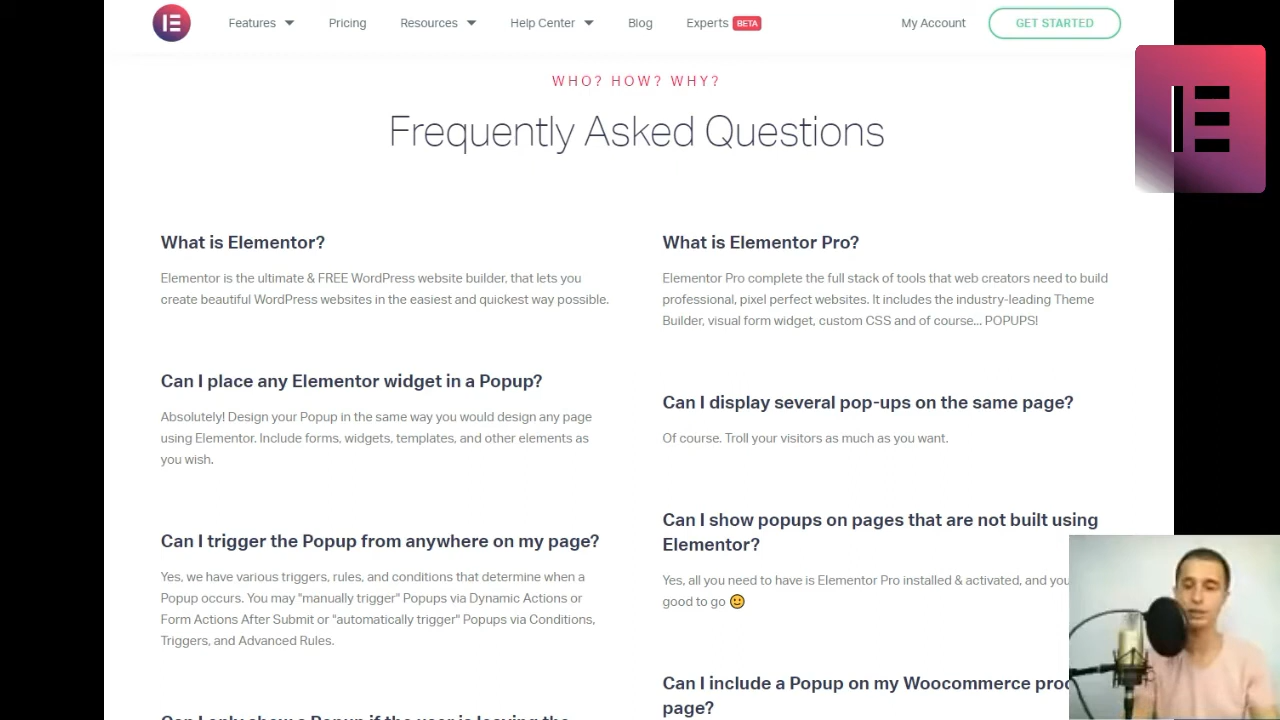 Features
Pricing
Resources
Help Center
Blog
Experts BETA
My Account
GET STARTED
WHO? HOW? WHY?
Frequently Asked Questions
What is Elementor?
Elementor is the ultimate & FREE WordPress website builder, that lets you
create beautiful WordPress websites in the easiest and quickest way possible.
Can I place any Elementor widget in a Popup?
Absolutely! Design your Popup in the same way you would design any page
using Elementor. Include forms, widgets, templates, and other elements as
you wish.
Can I trigger the Popup from anywhere on my page?
Yes, we have various triggers, rules, and conditions that determine when a
Popup occurs. You may "manually trigger" Popups via Dynamic Actions or
Form Actions After Submit or "automatically trigger" Popups via Conditions,
Triggers, and Advanced Rules.
Can I only show a Popup if the user is leaving the
What is Elementor Pro?
Elementor Pro complete the full stack of tools that web creators need to build
professional, pixel perfect websites. It includes the industry-leading Theme
Builder, visual form widget, custom CSS and of course... POPUPS!
Can I display several pop-ups on the same page?
Of course. Troll your visitors as much as you want.
Can I show popups on pages that are not built using
Elementor?
Yes, all you need to have is Elementor Pro installed & activated, and you
good to go 🙂
Can I include a Popup on my Woocommerce
page?